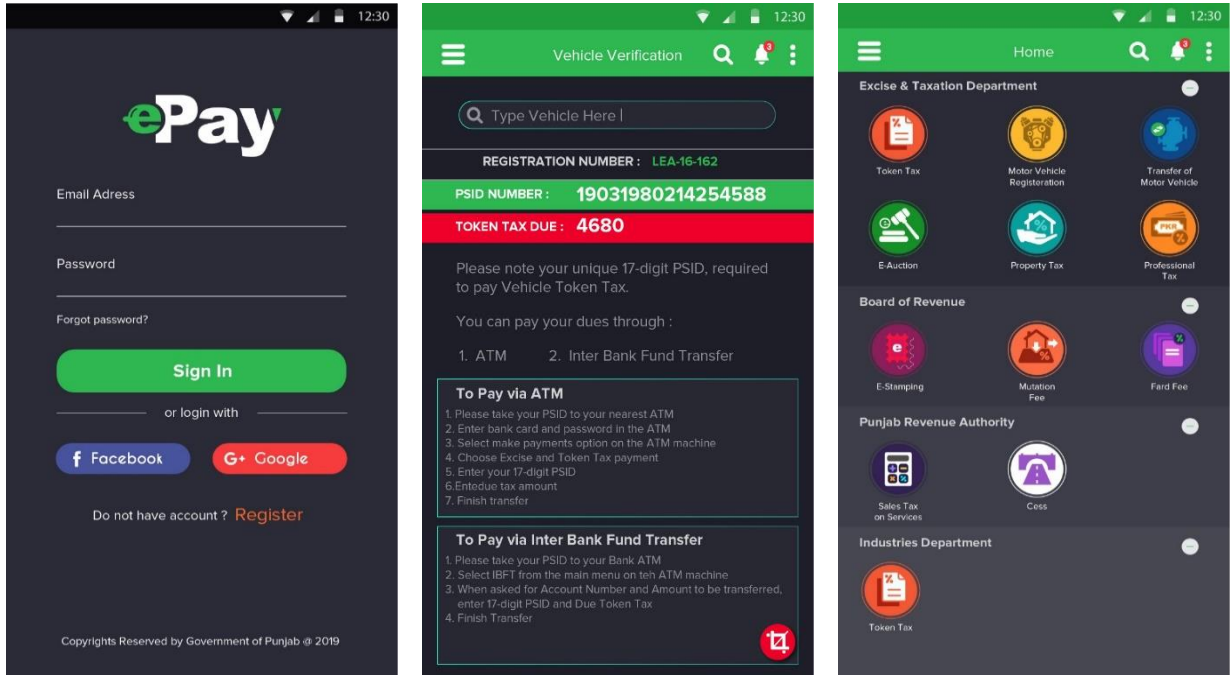 12:30
ePay
Email Adress
Password
Forgot password?
Sign In
or login with
f Facebook
G+ Google
Do not have account ? Register
Copyrights Reserved by Government of Punjab @ 2019
12:30
Vehicle Verification
3
Type Vehicle Here |
REGISTRATION NUMBER : LEA-16-162
PSID NUMBER : 19031980214254588
TOKEN TAX DUE : 4680
Please note your unique 17-digit PSID, required
to pay Vehicle Token Tax.
You can pay your dues through :
1. ATM 2. Inter Bank Fund Transfer
To Pay via ATM
1. Please take your PSID to your nearest ATM
2. Enter bank card and password in the ATM
3. Select make payments option on the ATM machine
4. Choose Excise and Token Tax payment
5. Enter your 17-digit PSID
6.Entedue tax amount
7. Finish transfer
To Pay via Inter Bank Fund Transfer
1. Please take your PSID to your Bank ATM
2. Select IBFT from the main menu on teh ATM machine
3. When asked for Account Number and Amount to be transferred,
enter 17-digit PSID and Due Token Tax
4. Finish Transfer
12:30
Home
3
Excise & Taxation Department
Token Tax
Motor Vehicle
Registeration
Transfer of
Motor Vehicle
E-Auction
Property Tax
PKR
Professional
Tax
Board of Revenue
e
E-Stamping
Mutation
Fee
Fard Fee
Punjab Revenue Authority
Sales Tax
on Services
Cess
Industries Department
Token Tax